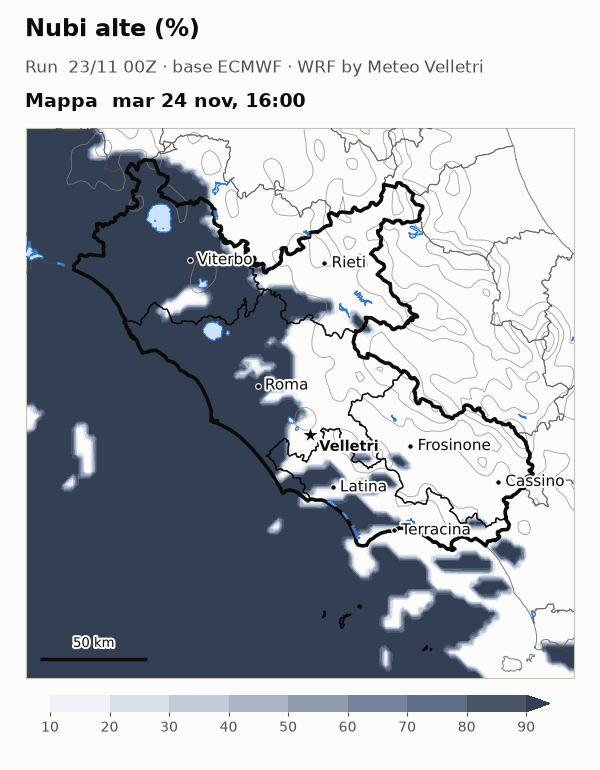 Nubi alte (%)
Run 23/11 00Z · base ECMWF · WRF by Meteo Velletri
Mappa mar 24 nov, 16:00
Viterbo
Rieti
Roma
Velletri
Frosinone
Cassino
Latina
Terracina
50 km
10 20 30 40 50 60 70 80 90